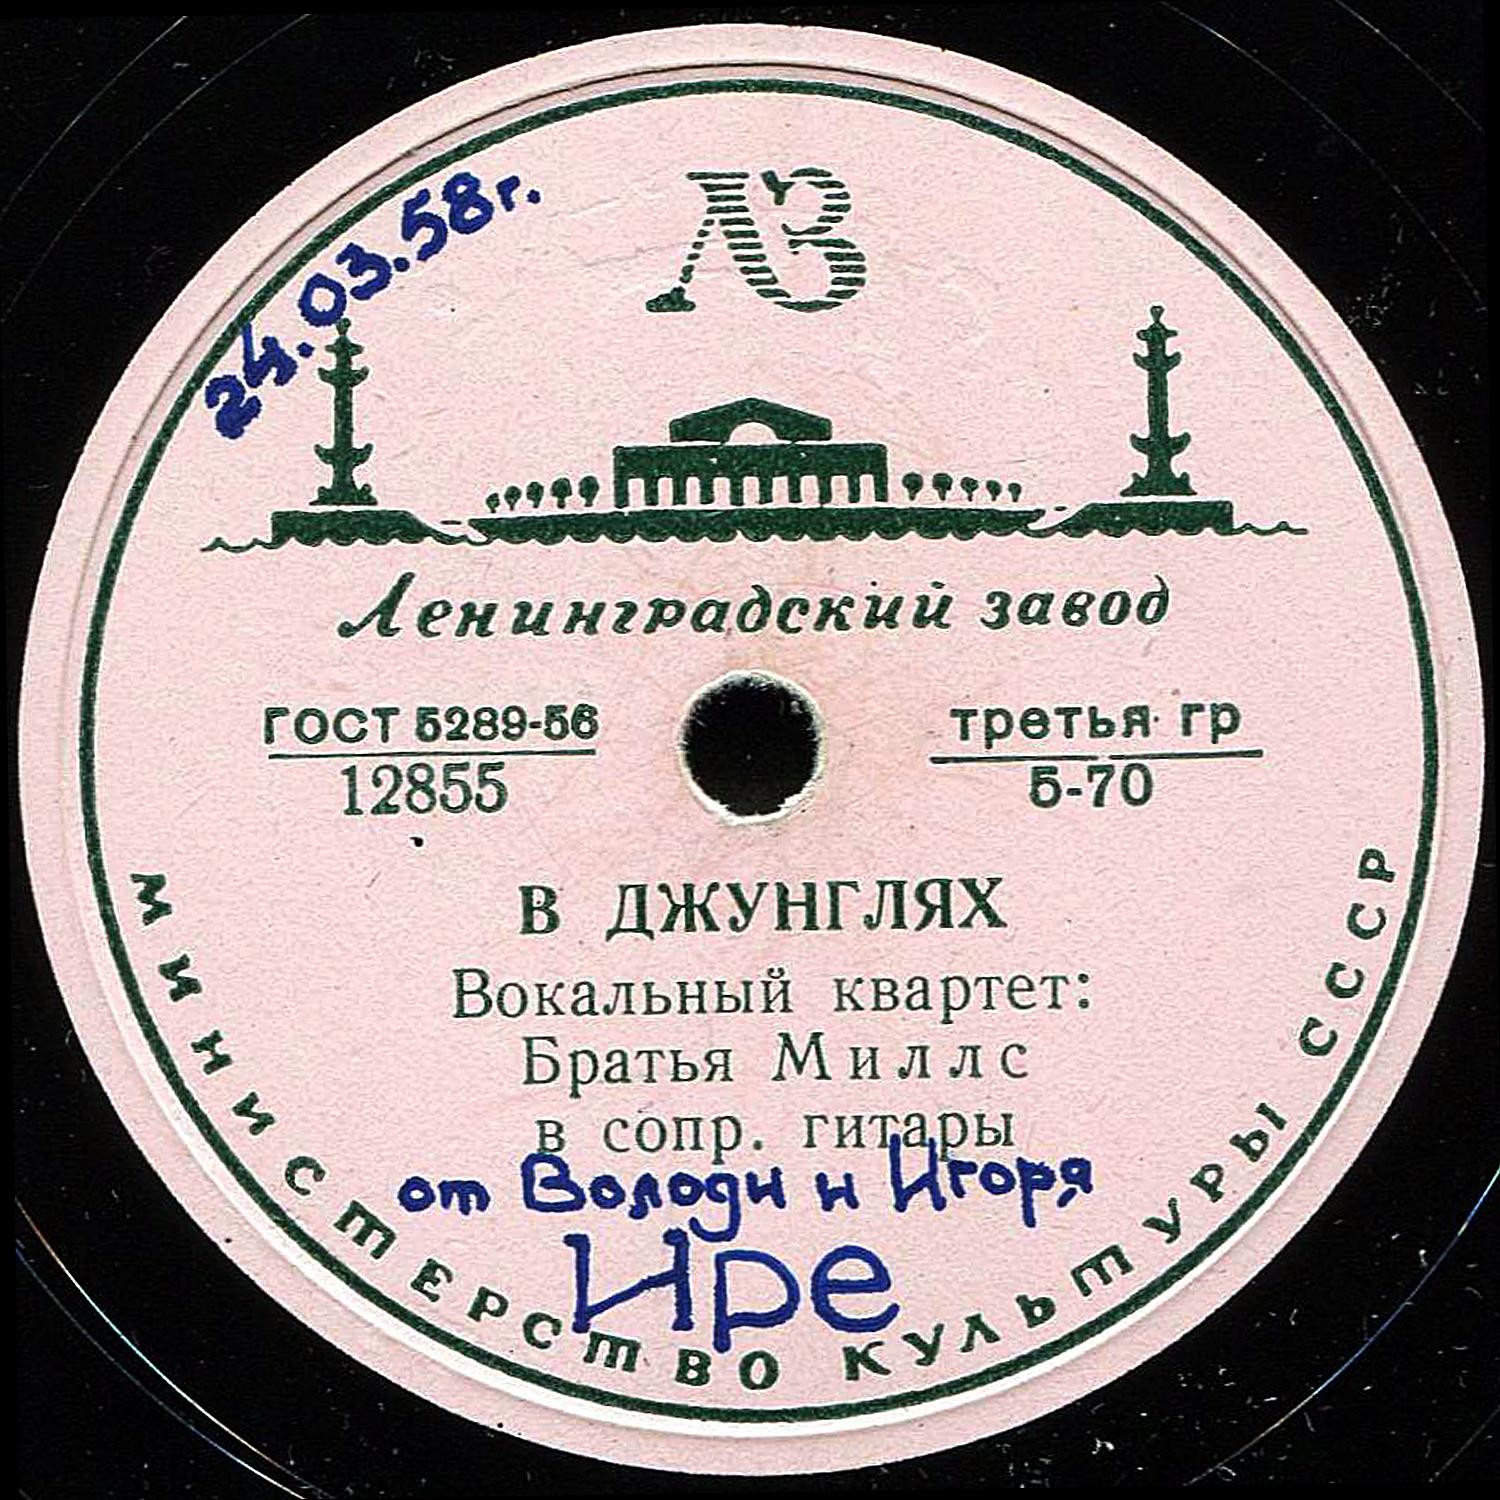 24.03.58г.
ЛЗ
Ленинградский завод
ГОСТ 5289-56
12855
третья гр
5-70
В ДЖУНГЛЯХ
Вокальный квартет:
Братья Миллс
в сопр. гитары
от Володи и Игоря
Ире
МИНИСТЕРСТВО КУЛЬТУРЫ СССР